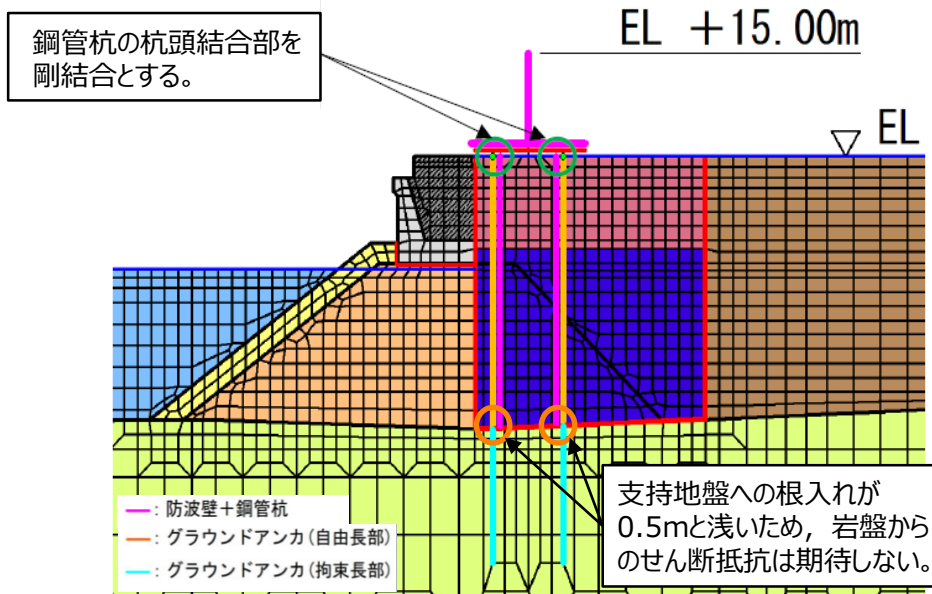 鋼管杭の杭頭結合部を
剛結合とする。
EL +15.00m
EL
支持地盤への根入れが
0.5mと浅いため，岩盤から
のせん断抵抗は期待しない。
：防波壁＋鋼管杭
：グラウンドアンカ(自由長部)
：グラウンドアンカ(拘束長部)